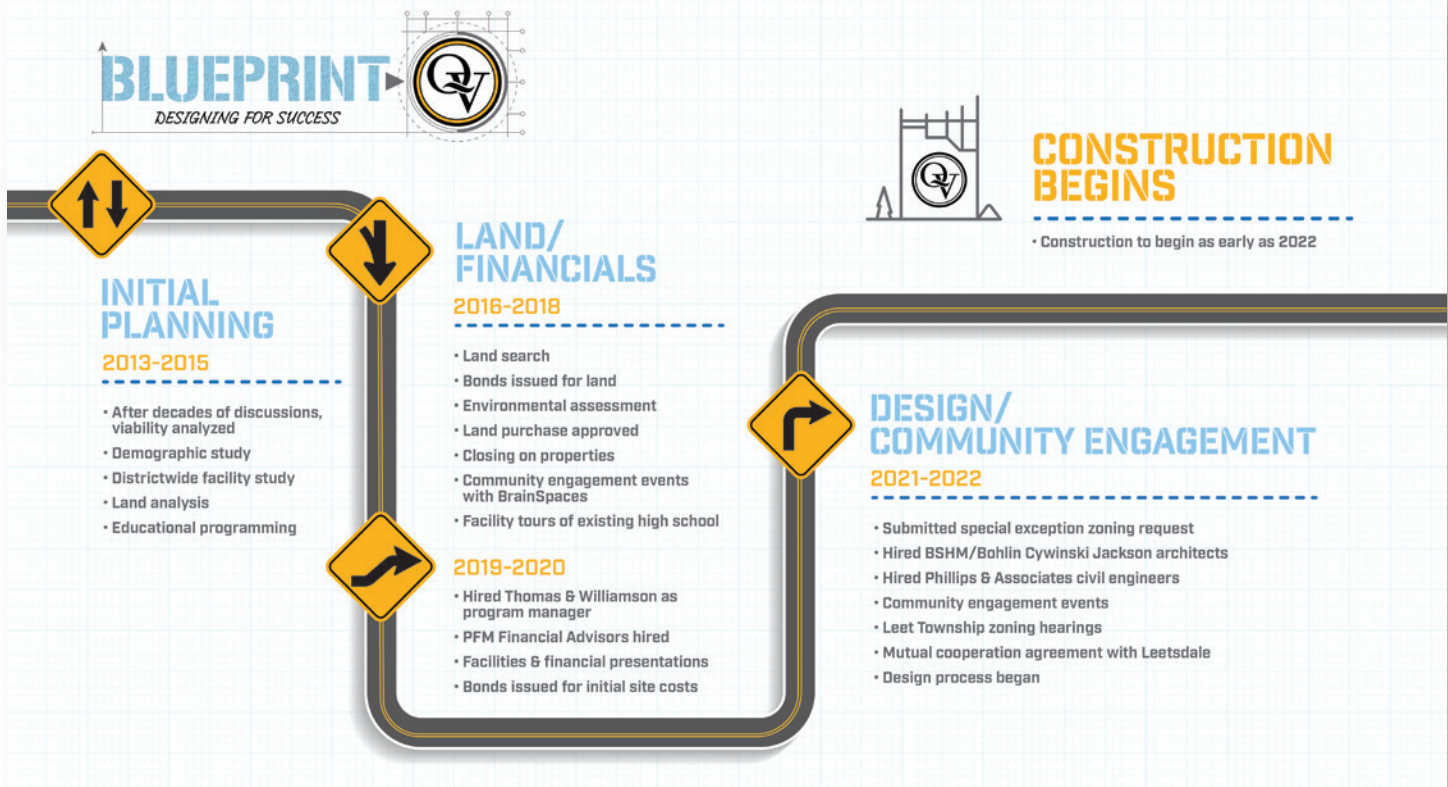 BLUEPRINT
DESIGNING FOR SUCCESS
QV
INITIAL
PLANNING
2013-2015
• After decades of discussions,
viability analyzed
• Demographic study
• Districtwide facility study
• Land analysis
• Educational programming
LAND/
FINANCIALS
2016-2018
• Land search
• Bonds issued for land
• Environmental assessment
• Land purchase approved
• Closing on properties
• Community engagement events
with BrainSpaces
• Facility tours of existing high school
2019-2020
• Hired Thomas & Williamson as
program manager
• PFM Financial Advisors hired
• Facilities & financial presentations
• Bonds issued for initial site costs
DESIGN/
COMMUNITY ENGAGEMENT
2021-2022
• Submitted special exception zoning request
• Hired BSHM/Bohlin Cywinski Jackson architects
• Hired Phillips & Associates civil engineers
• Community engagement events
• Leet Township zoning hearings
• Mutual cooperation agreement with Leetsdale
• Design process began
QV
CONSTRUCTION
BEGINS
• Construction to begin as early as 2022